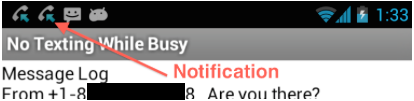 1:33
No Texting While Busy
Message Log Notification
From +1-8 8 Are you there?